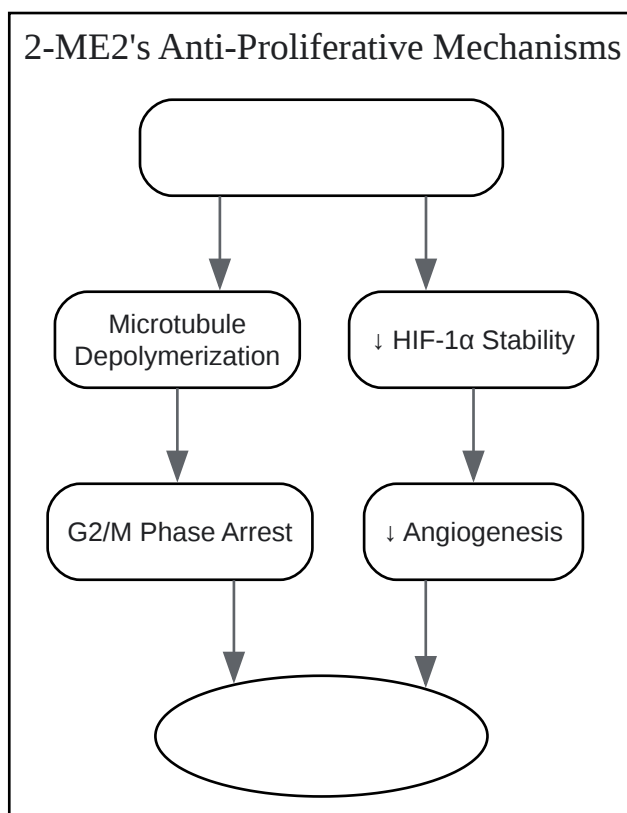 2-ME2's Anti-Proliferative Mechanisms
Microtubule
Depolymerization
↓ HIF-1α Stability
G2/M Phase Arrest
↓ Angiogenesis